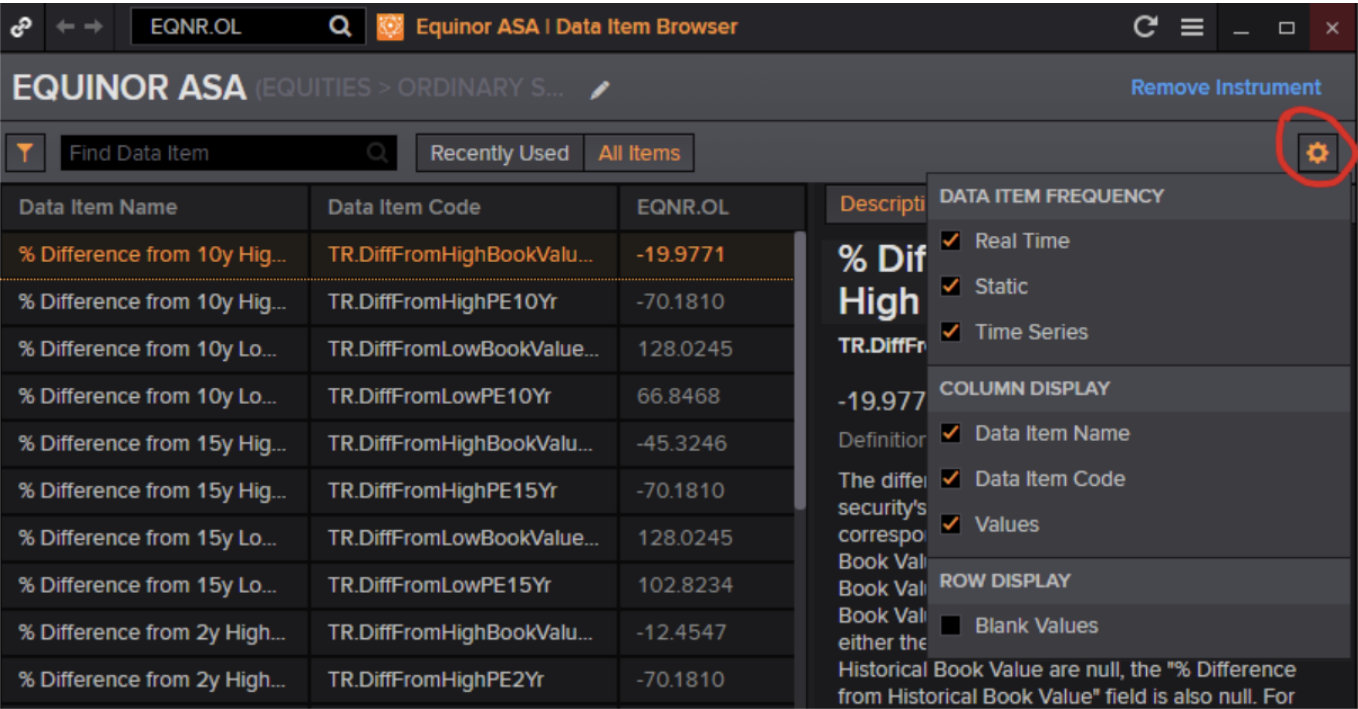 EQNR.OL
Equinor ASA | Data Item Browser
EQUINOR ASA (EQUITIES > ORDINARY S...
Remove Instrument
Find Data Item
Recently Used
All Items
Data Item Name Data Item Code EQNR.OL
% Difference from 10y Hig... TR.DiffFromHighBookValu... -19.9771
% Difference from 10y Hig... TR.DiffFromHighPE10Yr -70.1810
% Difference from 10y Lo... TR.DiffFromLowBookValue... 128.0245
% Difference from 10y Lo... TR.DiffFromLowPE10Yr 66.8468
% Difference from 15y Hig... TR.DiffFromHighBookValu... -45.3246
% Difference from 15y Hig... TR.DiffFromHighPE15Yr -70.1810
% Difference from 15y Lo... TR.DiffFromLowBookValue... 128.0245
% Difference from 15y Lo... TR.DiffFromLowPE15Yr 102.8234
% Difference from 2y High... TR.DiffFromHighBookValu... -12.4547
% Difference from 2y High... TR.DiffFromHighPE2Yr -70.1810
Descripti
% Dif
High
TR.DiffFr
-19.977
Definition
The differ
security's
correspo
Book Val
Book Val
Book Val
either the
Historical Book Value are null, the "% Difference
from Historical Book Value" field is also null. For
DATA ITEM FREQUENCY
Real Time
Static
Time Series
COLUMN DISPLAY
Data Item Name
Data Item Code
Values
ROW DISPLAY
Blank Values